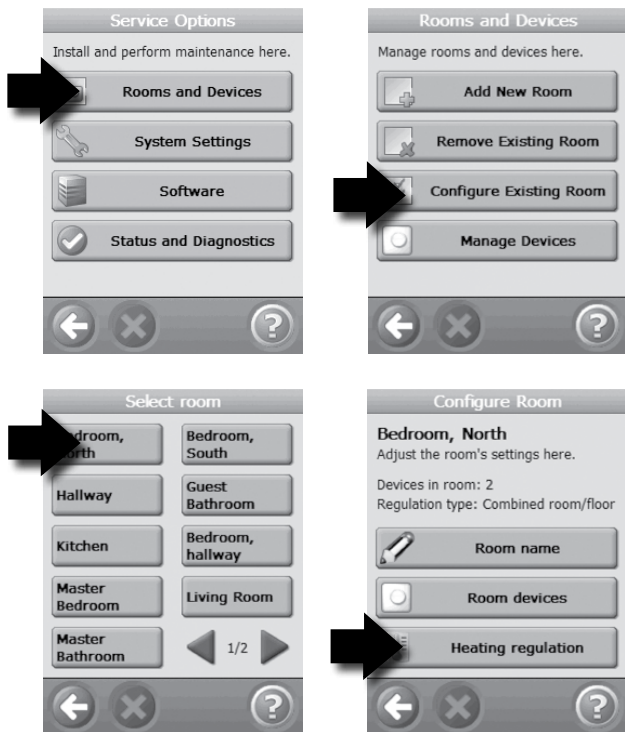 Service Options
Install and perform maintenance here.
Rooms and Devices
System Settings
Software
Status and Diagnostics
?
Rooms and Devices
Manage rooms and devices here.
Add New Room
Remove Existing Room
Configure Existing Room
Manage Devices
?
Select room
Bedroom,
South
Hallway
Guest
Bathroom
Kitchen
Bedroom,
hallway
Master
Bedroom
Living Room
Master
Bathroom
1/2
?
Configure Room
Bedroom, North
Adjust the room's settings here.
Devices in room: 2
Regulation type: Combined room/floor
Room name
Room devices
Heating regulation
?